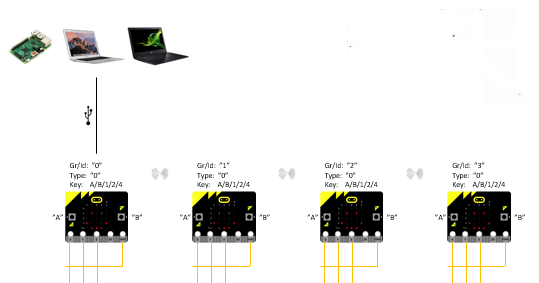 Gr/Id: "0"
Type: "0"
Key: A/B/1/2/4
"A"
"B"
Gr/Id: "1"
Type: "0"
Key: A/B/1/2/4
"A"
"B"
Gr/Id: "2"
Type: "0"
Key: A/B/1/2/4
"A"
"B"
Gr/Id: "3"
Type: "0"
Key: A/B/1/2/4
"A"
"B"